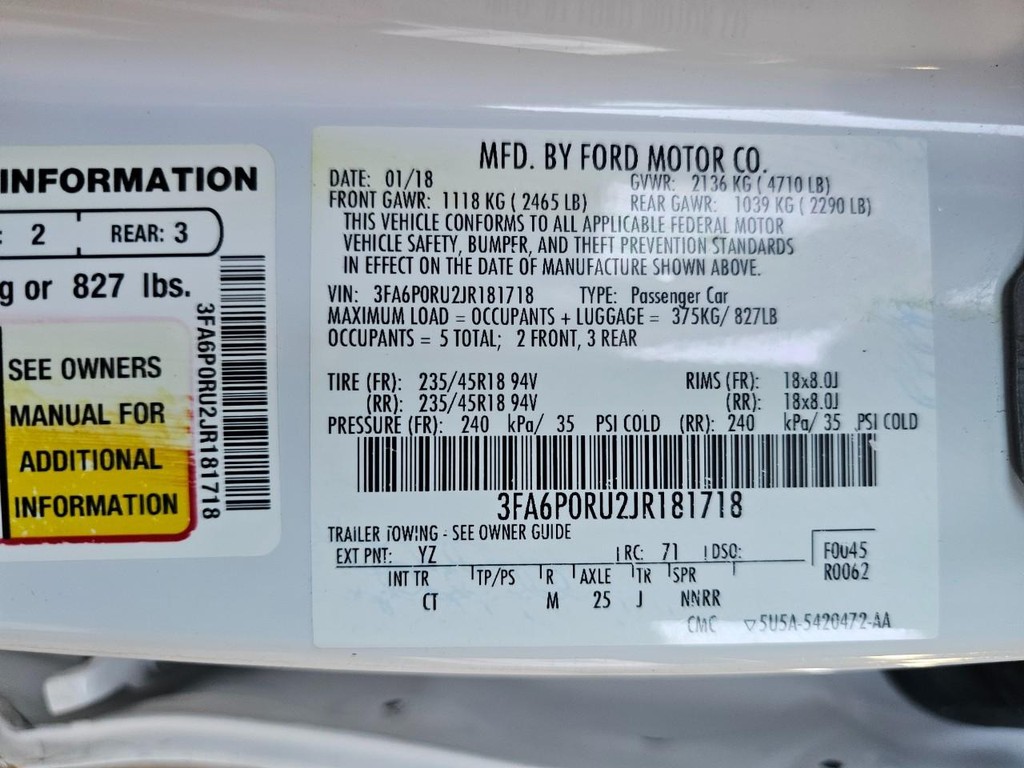 INFORMATION
: 2 REAR: 3
g or 827 lbs.
SEE OWNERS
MANUAL FOR
ADDITIONAL
INFORMATION
3FA6P0RU2JR181718
MFD. BY FORD MOTOR CO.
DATE: 01/18 GVWR: 2136 KG ( 4710 LB)
FRONT GAWR: 1118 KG ( 2465 LB) REAR GAWR: 1039 KG ( 2290 LB)
THIS VEHICLE CONFORMS TO ALL APPLICABLE FEDERAL MOTOR
VEHICLE SAFETY, BUMPER, AND THEFT PREVENTION STANDARDS
IN EFFECT ON THE DATE OF MANUFACTURE SHOWN ABOVE.
VIN: 3FA6P0RU2JR181718 TYPE: Passenger Car
MAXIMUM LOAD = OCCUPANTS + LUGGAGE = 375KG/ 827LB
OCCUPANTS = 5 TOTAL; 2 FRONT, 3 REAR
TIRE (FR): 235/45R18 94V RIMS (FR): 18x8.0J
(RR): 235/45R18 94V (RR): 18x8.0J
PRESSURE (FR): 240 kPa/ 35 PSI COLD (RR): 240 kPa/ 35 PSI COLD
3FA6P0RU2JR181718
TRAILER TOWING - SEE OWNER GUIDE
EXT PNT: YZ RC: 71 DSO: F0045
INT TR TP/PS R AXLE TR SPR R0062
CT M 25 J NNRR
CMC ▽5U5A-5420472-AA